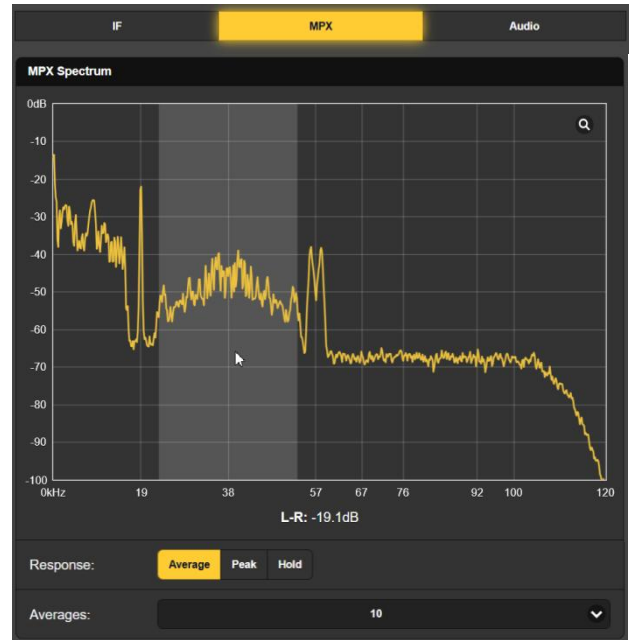 IF MPX Audio
MPX Spectrum
0dB
-10
-20
-30
-40
-50
-60
-70
-80
-90
-100
0kHz 19 38 57 67 76 92 100 120
L-R: -19.1dB
Response: Average Peak Hold
Averages: 10